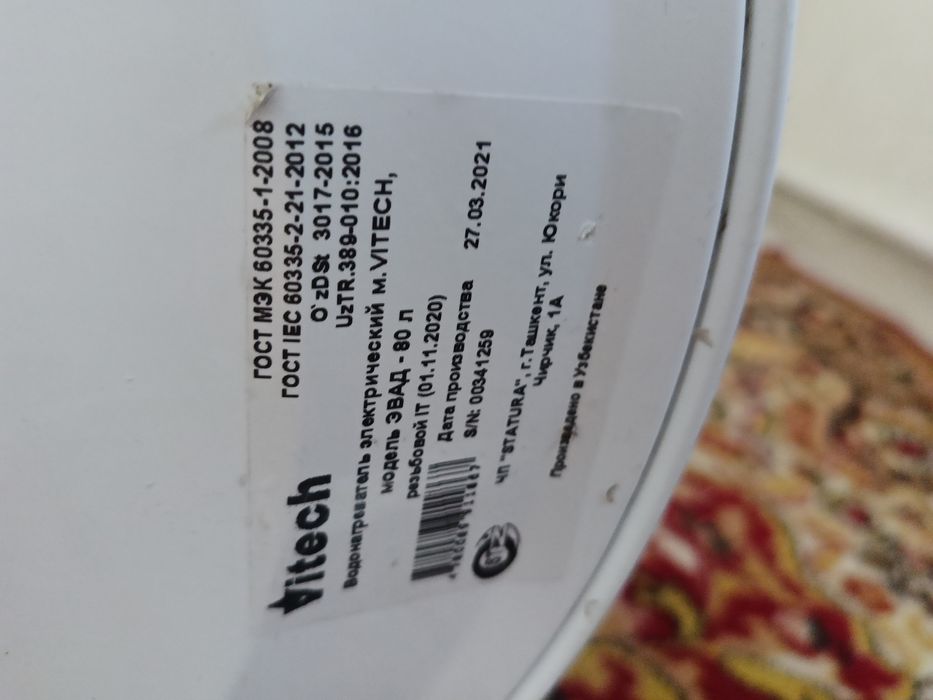 Vitech
ГОСТ МЭК 60335-1-2008
ГОСТ IEC 60335-2-21-2012
O`zDSt 3017-2015
UzTR.389-010:2016
Водонагреватель электрический м.VITECH,
модель ЭВАД - 80 л
резьбовой IT (01.11.2020)
Дата производства 27.03.2021
S/N: 00341259
ЧП "STATURA", г.Ташкент, ул. Юкори
Чирчик, 1А
Произведено в Узбекистане